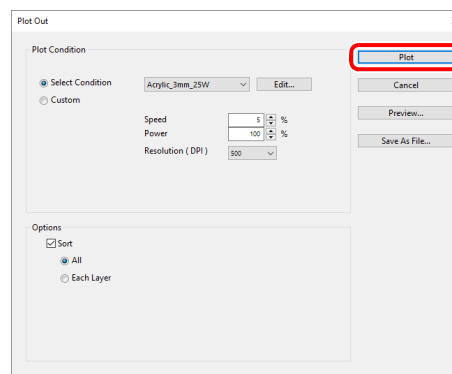 Plot Out
Plot Condition
Plot
Select Condition
Acrylic_3mm_25W
Edit...
Cancel
Custom
Preview...
Speed
5
%
Power
100
%
Save As File...
Resolution ( DPI )
500
Options
Sort
All
Each Layer